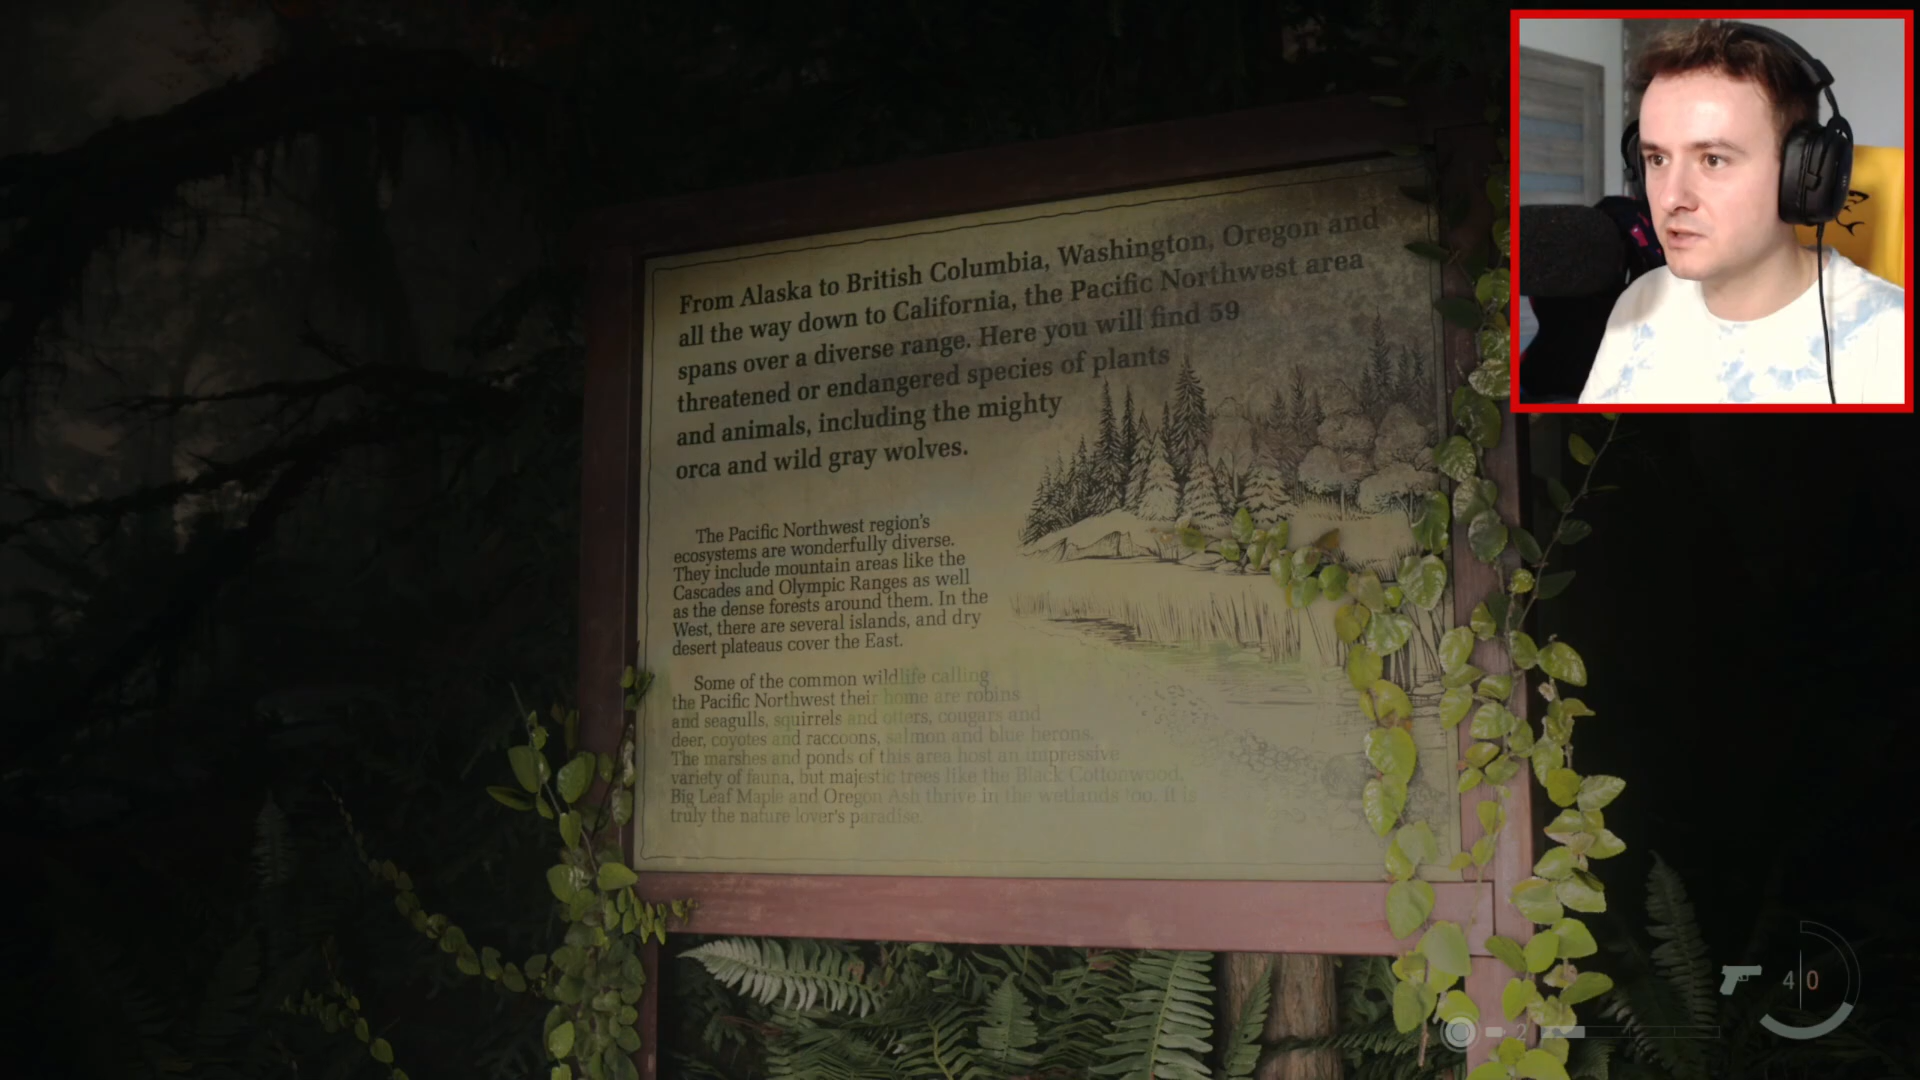 From Alaska to British Columbia, Washington, Oregon and
all the way down to California, the Pacific Northwest area
spans over a diverse range. Here you will find 59
threatened or endangered species of plants
and animals, including the mighty
orca and wild gray wolves.
The Pacific Northwest region's
ecosystems are wonderfully diverse.
They include mountain areas like the
Cascades and Olympic Ranges as well
as the dense forests around them. In the
West, there are several islands, and dry
desert plateaus cover the East.
Some of the common wildlife calling
the Pacific Northwest their home are robins
and seagulls, squirrels and otters, cougars and
deer, coyotes and raccoons, salmon and blue herons.
The marshes and ponds of this area host an impressive
variety of fauna, but majestic trees like the Black Cottonwood,
Big Leaf Maple and Oregon Ash thrive in the wetlands too. It is
truly the nature lover's paradise.
4 0
2